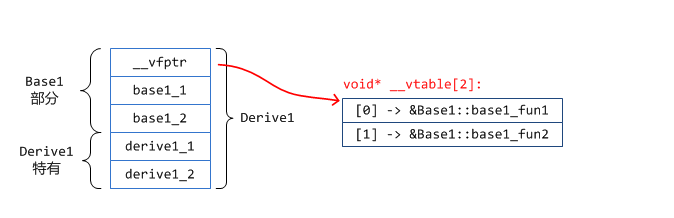 Base1
部分
Derive1
特有
__vfptr
base1_1
base1_2
derive1_1
derive1_2
Derive1
void* __vtable[2]:
[0] -> &Base1::base1_fun1
[1] -> &Base1::base1_fun2